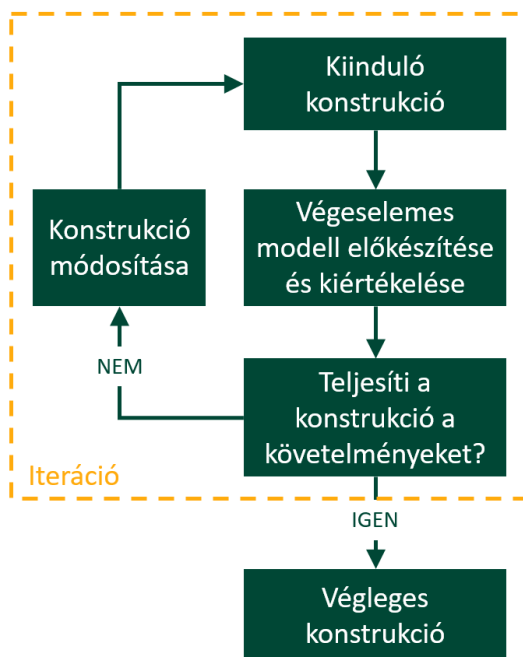 Kiinduló
konstrukció
Konstrukció
módosítása
Végeselemes
modell előkészítése
és kiértékelése
NEM
Teljesíti a
konstrukció a
követelményeket?
Iteráció
IGEN
Végleges
konstrukció